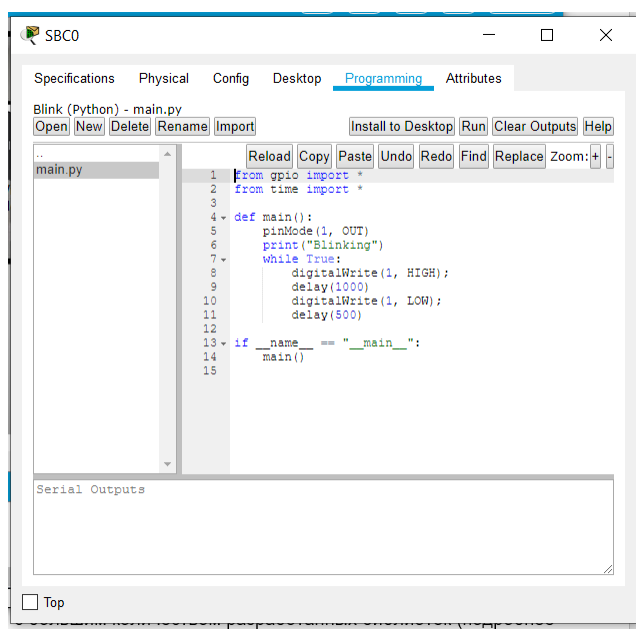 SBC0
Specifications Physical Config Desktop Programming Attributes
Blink (Python) - main.py
Open New Delete Rename Import Install to Desktop Run Clear Outputs Help
Reload Copy Paste Undo Redo Find Replace Zoom: + -
..
main.py
1 from gpio import *
2 from time import *
3
4 def main():
5 pinMode(1, OUT)
6 print("Blinking")
7 while True:
8 digitalWrite(1, HIGH);
9 delay(1000)
10 digitalWrite(1, LOW);
11 delay(500)
12
13 if __name__ == "__main__":
14 main()
15
Serial Outputs
Top